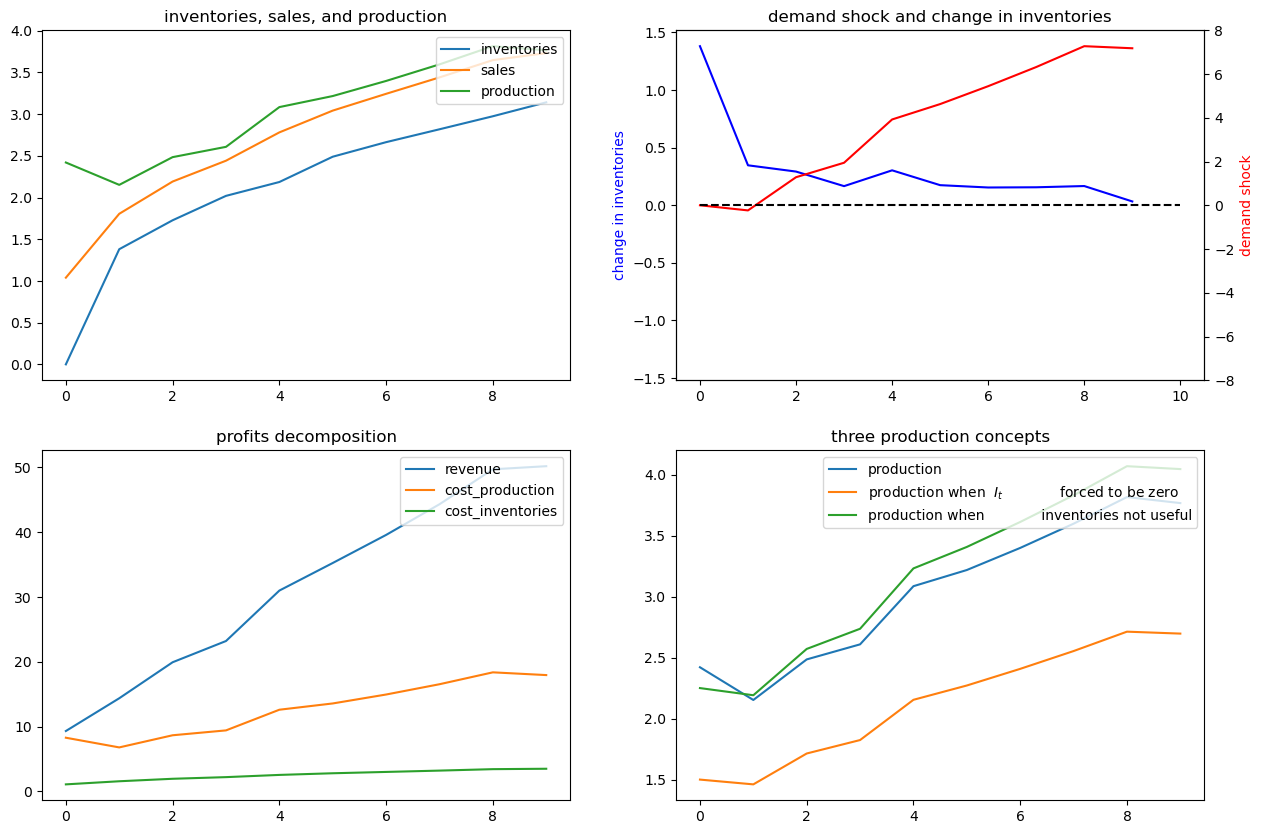 inventories, sales, and production
4.0
3.5
3.0
2.5
2.0
1.5
1.0
0.5
0.0
0 2 4 6 8
inventories
sales
production
demand shock and change in inventories
change in inventories
1.5
1.0
0.5
0.0
−0.5
−1.0
−1.5
0 2 4 6 8 10
8
6
4
2
0
−2
−4
−6
−8
demand shock
profits decomposition
50
40
30
20
10
0
0 2 4 6 8
revenue
cost_production
cost_inventories
three production concepts
4.0
3.5
3.0
2.5
2.0
1.5
0 2 4 6 8
production
production when I_t forced to be zero
production when inventories not useful